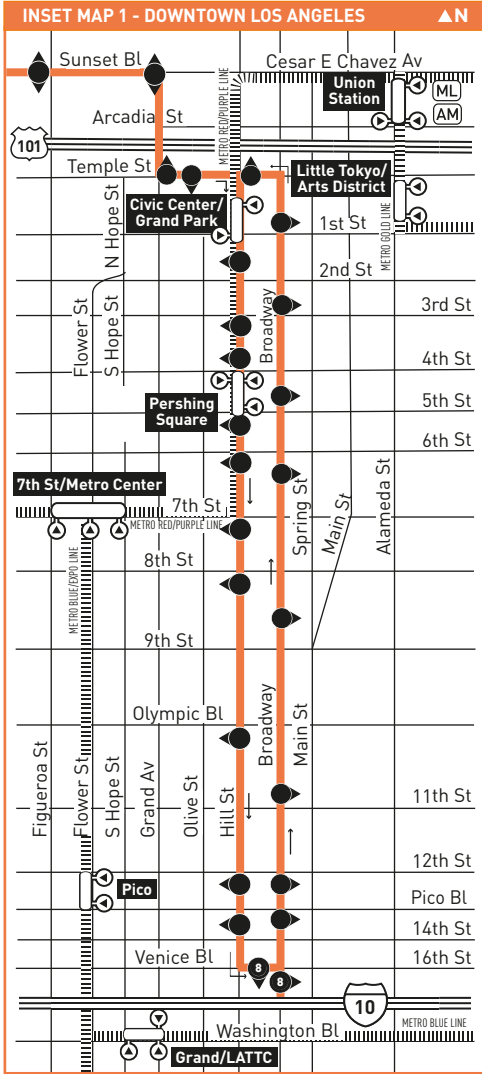 INSET MAP 1 - DOWNTOWN LOS ANGELES
N
Sunset Bl
Cesar E Chavez Av
METRO RED/PURPLE LINE
Union
Station
ML
AM
Arcadia St
101
Temple St
Little Tokyo/
Arts District
Civic Center/
Grand Park
N Hope St
1st St
METRO GOLD LINE
2nd St
Flower St
S Hope St
Broadway
3rd St
4th St
5th St
Pershing
Square
6th St
7th St/Metro Center
7th St
METRO RED/PURPLE LINE
Spring St
Main St
Alameda St
METRO BLUE/EXPO LINE
8th St
9th St
Olympic Bl
Broadway
Main St
Figueroa St
Flower St
S Hope St
Grand Av
Olive St
Hill St
11th St
12th St
Pico
Pico Bl
14th St
Venice Bl
16th St
8
8
10
Washington Bl
METRO BLUE LINE
Grand/LATTC